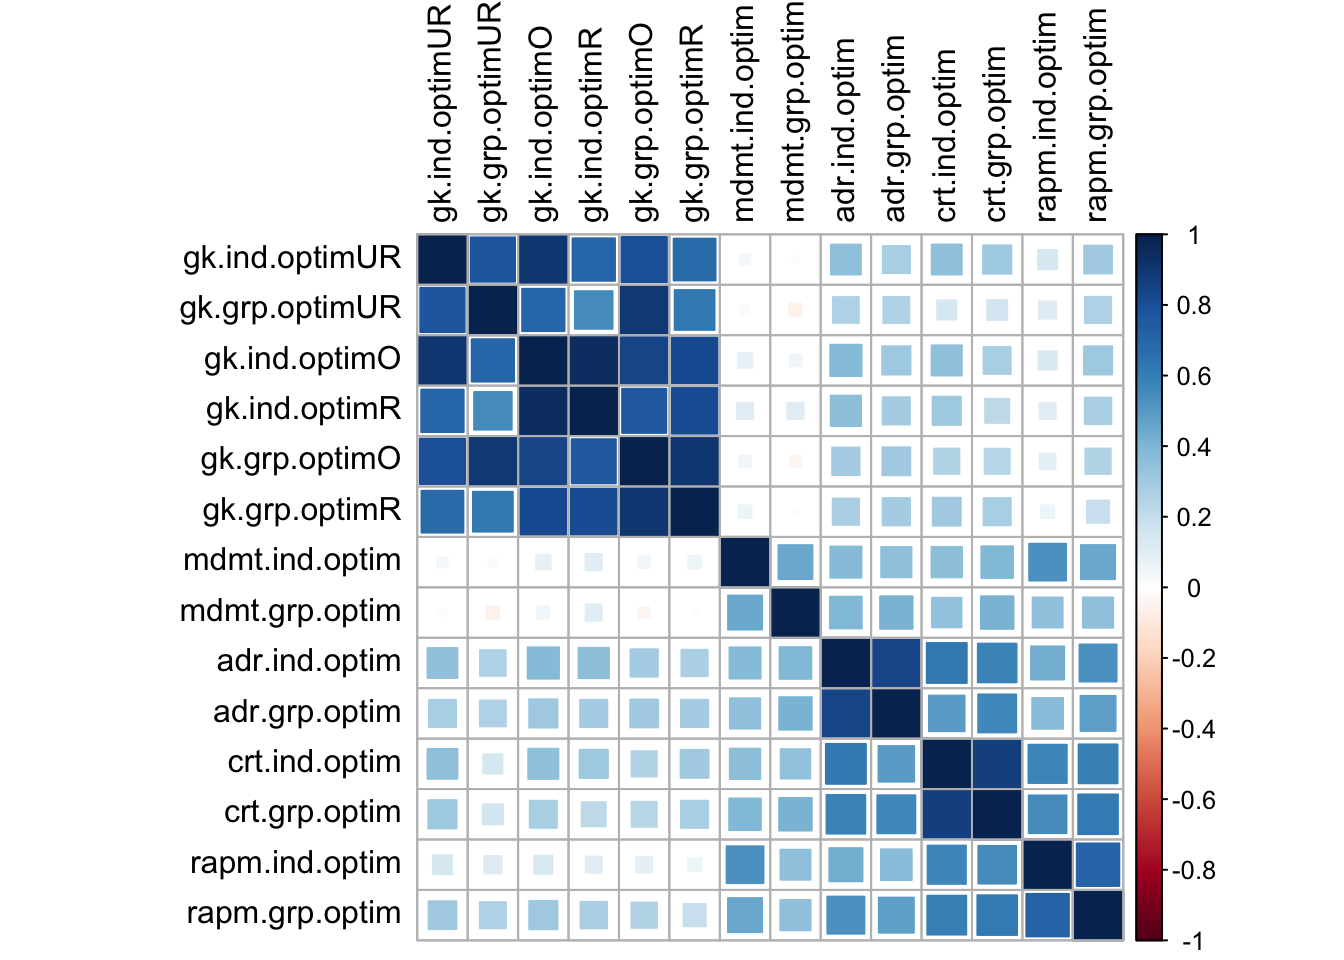 gk.ind.optimUR
gk.grp.optimUR
gk.ind.optimO
gk.ind.optimR
gk.grp.optimO
gk.grp.optimR
mdmt.ind.optim
mdmt.grp.optim
adr.ind.optim
adr.grp.optim
crt.ind.optim
crt.grp.optim
rapm.ind.optim
rapm.grp.optim
gk.ind.optimUR
gk.grp.optimUR
gk.ind.optimO
gk.ind.optimR
gk.grp.optimO
gk.grp.optimR
mdmt.ind.optim
mdmt.grp.optim
adr.ind.optim
adr.grp.optim
crt.ind.optim
crt.grp.optim
rapm.ind.optim
rapm.grp.optim
1
0.8
0.6
0.4
0.2
0
-0.2
-0.4
-0.6
-0.8
-1